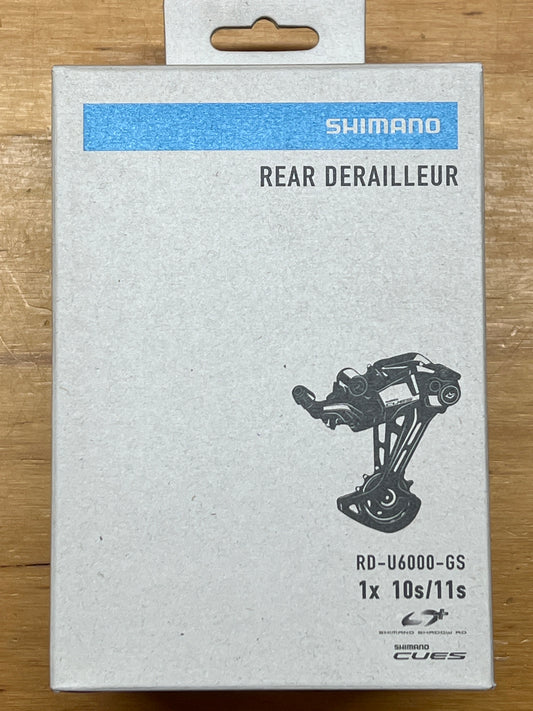 SHIMANO
REAR DERAILLEUR
RD-U6000-GS
1x 10s/11s
SHIMANO SHADOW RD
SHIMANO
CUES